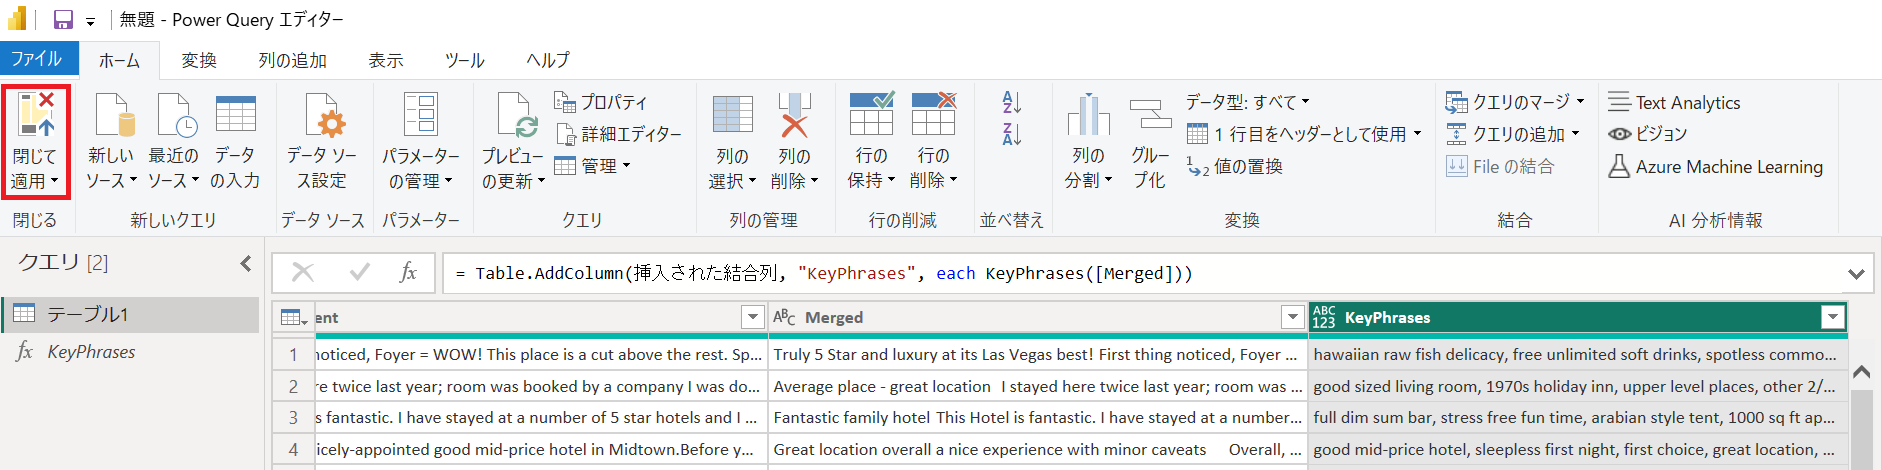 無題 - Power Query エディター
ファイル ホーム 変換 列の追加 表示 ツール ヘルプ
閉じて
適用
閉じる
新しい
ソース
最近の
ソース
データ
の入力
新しいクエリ
データ ソー
ス設定
データ ソース
パラメーター
の管理
パラメーター
プレビュー
の更新
プロパティ
詳細エディター
管理
クエリ
列の
選択
列の
削除
列の管理
行の
保持
行の
削除
行の削減
並べ替え
列の
分割
グルー
プ化
データ型: すべて
1 行目をヘッダーとして使用
値の置換
変換
クエリのマージ
クエリの追加
File の結合
結合
Text Analytics
ビジョン
Azure Machine Learning
AI 分析情報
クエリ [2]
テーブル1
fx KeyPhrases
fx = Table.AddColumn(挿入された結合列, "KeyPhrases", each KeyPhrases([Merged]))
ent ABC Merged ABC 123 KeyPhrases
1 noticed, Foyer = WOW! This place is a cut above the rest. Sp... Truly 5 Star and luxury at its Las Vegas best! First thing noticed, Foyer ... hawaiian raw fish delicacy, free unlimited soft drinks, spotless commo...
2 re twice last year; room was booked by a company I was do... Average place - great location I stayed here twice last year; room was ... good sized living room, 1970s holiday inn, upper level places, other 2/...
3 s fantastic. I have stayed at a number of 5 star hotels and I ... Fantastic family hotel This Hotel is fantastic. I have stayed at a number... full dim sum bar, stress free fun time, arabian style tent, 1000 sq ft ap...
4 icely-appointed good mid-price hotel in Midtown.Before y... Great location overall a nice experience with minor caveats Overall, ... good mid-price hotel, sleepless first night, first choice, great location, ...